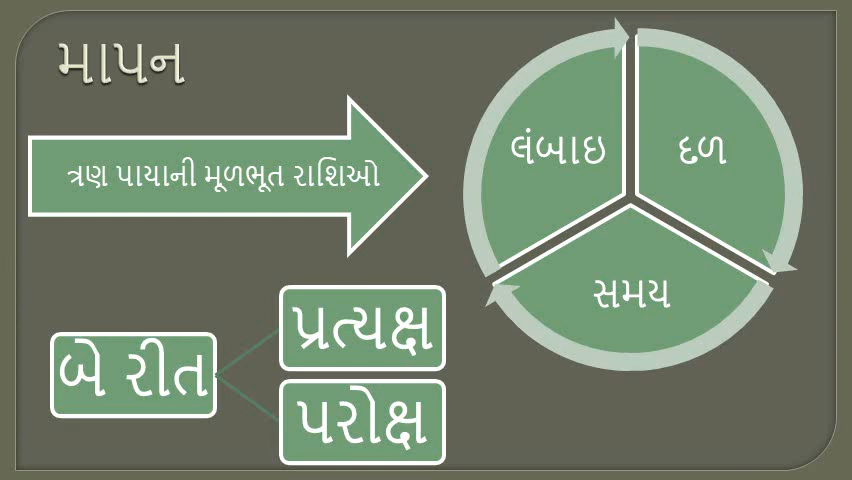 માપન
ત્રણ પાયાની મૂળભૂત રાશિઓ
લંબાઇ
દળ
સમય
બે રીત
પ્રત્યક્ષ
પરોક્ષ